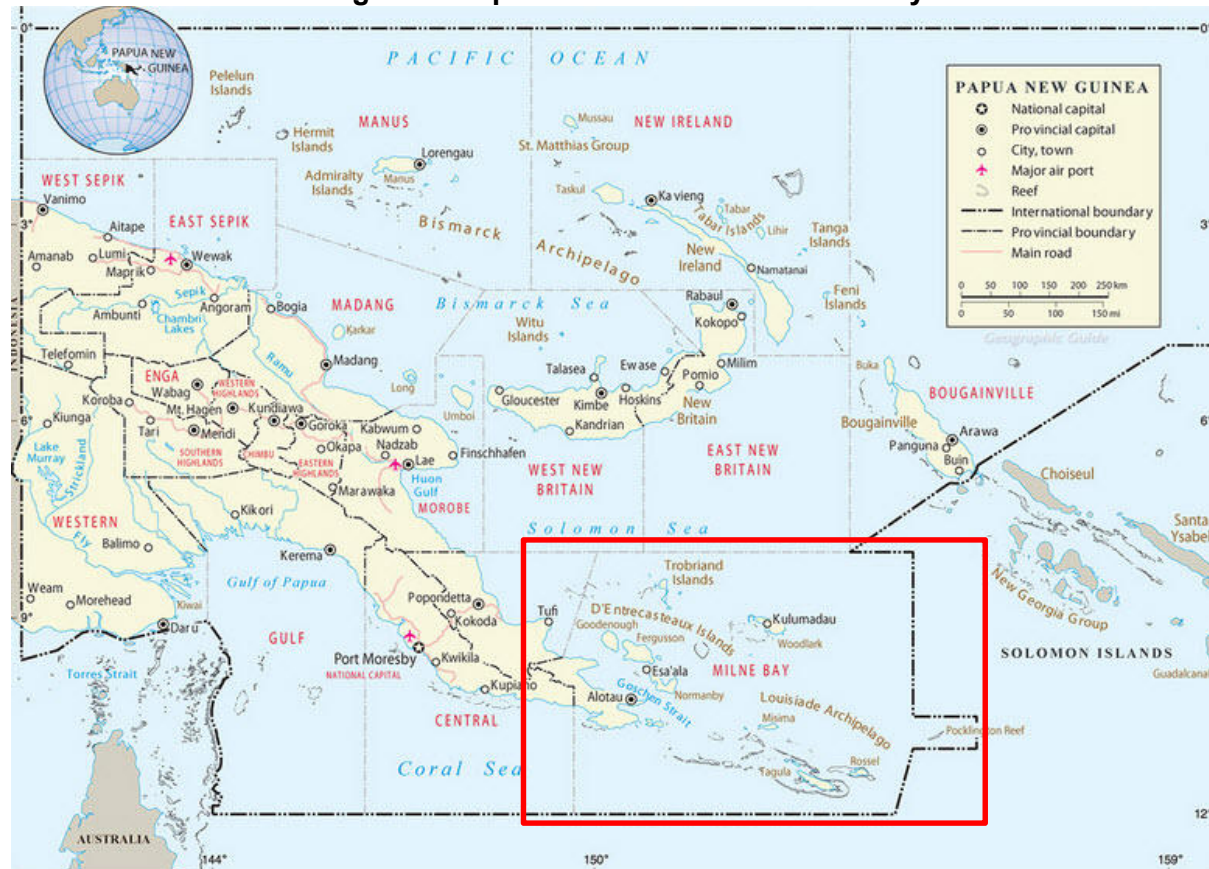 PAPUA NEW
GUINEA
PACIFIC OCEAN
0°
0°
Pelelun
Islands
Hermit
Islands
MANUS
Mussau
NEW IRELAND
St. Matthias Group
Lorengau
Admiralty
Islands
Manus
Taskul
Kavieng
Tabar
Tabar Islands
Lihir
Tanga
Islands
WEST SEPIK
Vanimo
EAST SEPIK
3°
3°
Aitape
Bismarck Archipelago
New
Ireland
Namatanai
Amanab
Lumi
Maprik
Wewak
Sepik
Angoram
Ambunti
Chambri
Lakes
Bogia
MADANG
Bismarck Sea
Rabaul
Kokopo
Feni
Islands
Witu
Islands
Karkar
INDONESIA
Telefomin
Ramu
Madang
Talasea
Ewase
Milim
Pomio
Buka
ENGA
Wabag
WESTERN
HIGHLANDS
Long
Gloucester
Kimbe
Hoskins
New
Britain
BOUGAINVILLE
Koroba
Mt. Hagen
Kundiawa
Umboi
Kandrian
Kiunga
6°
6°
Tari
Mendi
Goroka
Kabwum
Bougainville
Arawa
Panguna
Buin
Lake
Murray
Strickland
SOUTHERN
HIGHLANDS
CHIMBU
Okapa
EASTERN
HIGHLANDS
Nadzab
Lae
Finschhafen
WEST NEW
BRITAIN
EAST NEW
BRITAIN
Huon
Gulf
Choiseul
Marawaka
MOROBE
WESTERN
Fly
Kikori
Solomon Sea
Santa
Ysabel
Balimo
Kerema
Gulf of Papua
Trobriand
Islands
New Georgia Group
Weam
Morehead
Kiwai
9°
Daru
Popondetta
Kokoda
Tufi
D'Entrecasteaux Islands
Goodenough
Fergusson
Kulumadau
Woodlark
GULF
Port Moresby
NATIONAL CAPITAL
Kwikila
Esa'ala
MILNE BAY
SOLOMON ISLANDS
Torres Strait
Kupiano
Alotau
Goschen Strait
Normanby
Guadalcanal
CENTRAL
Misima
Louisiade Archipelago
Pocklington Reef
Coral Sea
Tagula
Rossel
AUSTRALIA
12°
144°
150°
159°
PAPUA NEW GUINEA
National capital
Provincial capital
City, town
Major air port
Reef
International boundary
Provincial boundary
Main road
0 50 100 150 200 250 km
0 50 100 150 mi
Geographic Guide